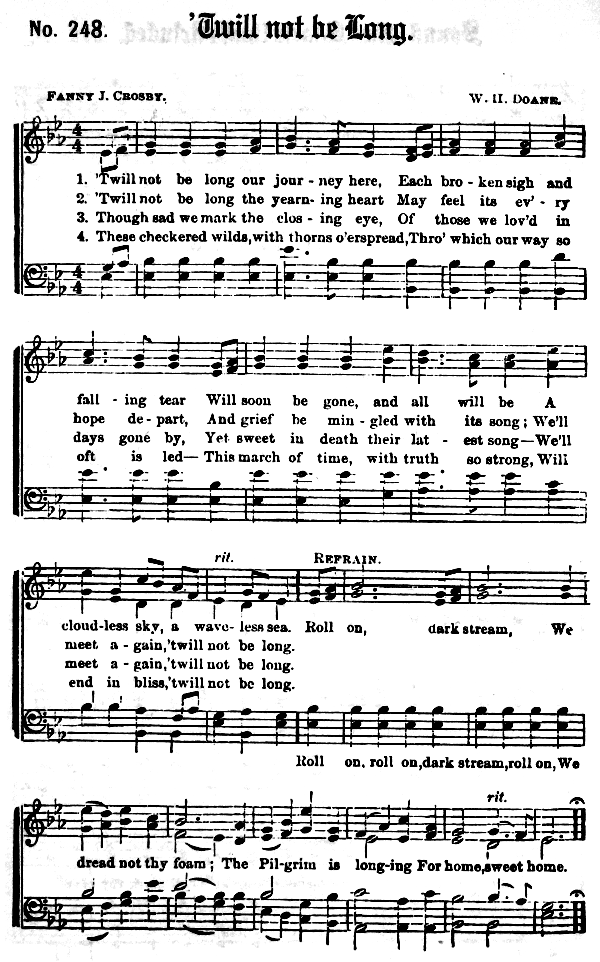 No. 248. 'Twill not be Long.
FANNY J. CROSBY. W. H. DOANE.
1. 'Twill not be long our jour - ney here, Each bro - ken sigh and
2. 'Twill not be long the yearn - ing heart May feel its ev' - ry
3. Though sad we mark the clos - ing eye, Of those we lov'd in
4. These checkered wilds, with thorns o'erspread, Thro' which our way so
fall - ing tear Will soon be gone, and all will be A
hope de - part, And grief be min - gled with its song; We'll
days gone by, Yet sweet in death their lat - est song—We'll
oft is led—This march of time, with truth so strong, Will
rit. REFRAIN.
cloud-less sky, a wave-less sea. Roll on, dark stream, We
meet a - gain, 'twill not be long.
meet a - gain, 'twill not be long.
end in bliss, 'twill not be long.
Roll on, roll on, dark stream, roll on, We
rit.
dread not thy foam; The Pil-grim is long-ing For home, sweet home.